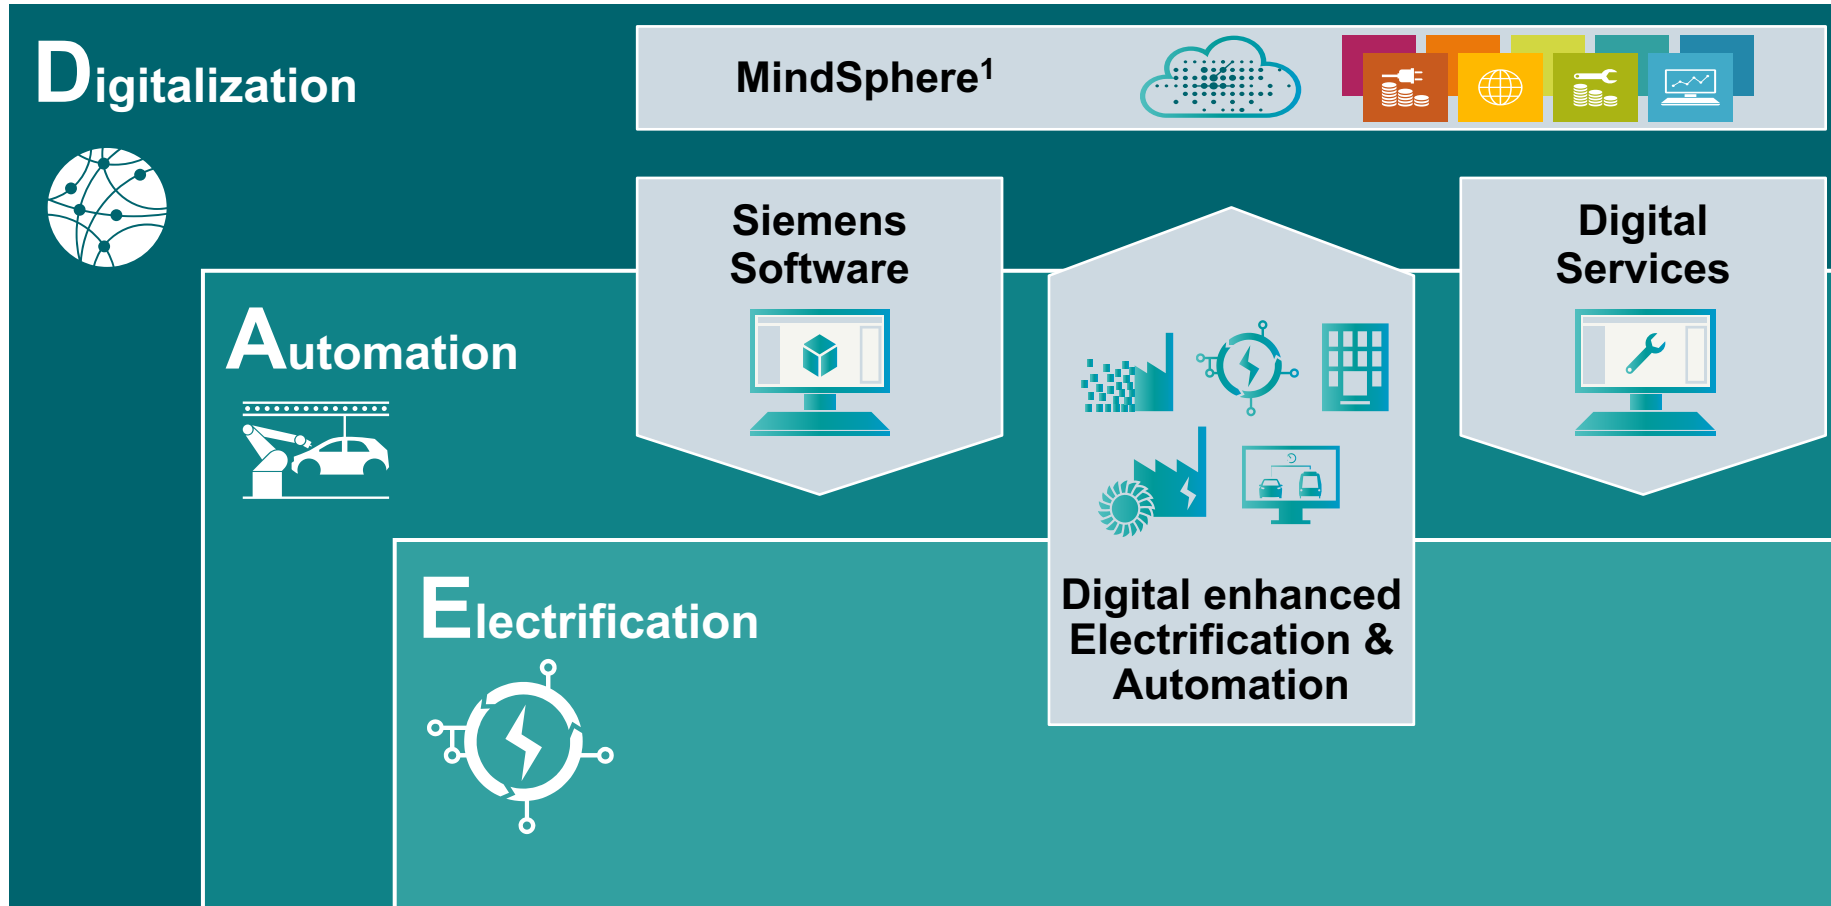 Digitalization
MindSphere¹
Siemens
Software
Digital
Services
Automation
Digital enhanced
Electrification &
Automation
Electrification